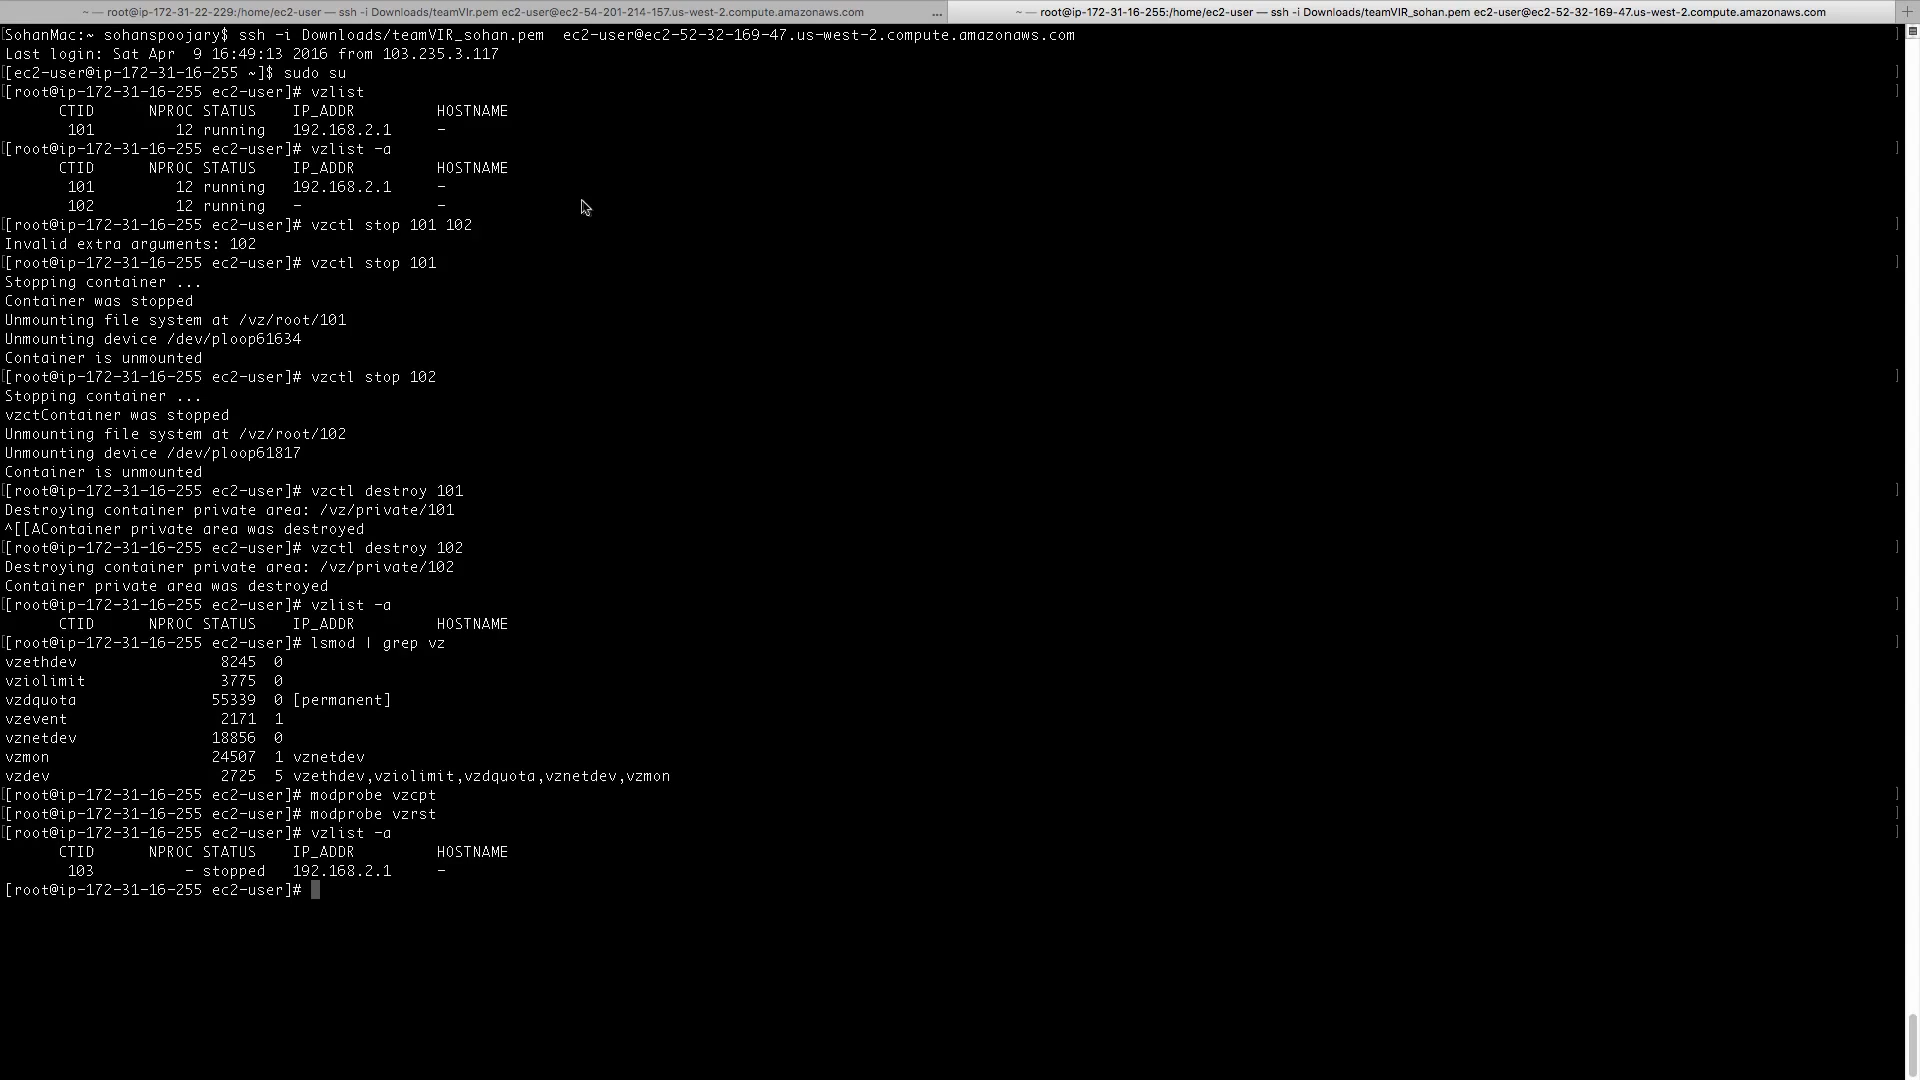 ~ — root@ip-172-31-22-229:/home/ec2-user — ssh -i Downloads/teamVIr.pem ec2-user@ec2-54-201-214-157.us-west-2.compute.amazonaws.com ...
~ — root@ip-172-31-16-255:/home/ec2-user — ssh -i Downloads/teamVIR_sohan.pem ec2-user@ec2-52-32-169-47.us-west-2.compute.amazonaws.com +
[SohanMac:~ sohanspoojary$ ssh -i Downloads/teamVIR_sohan.pem  ec2-user@ec2-52-32-169-47.us-west-2.compute.amazonaws.com ]
Last login: Sat Apr  9 16:49:13 2016 from 103.235.3.117
[[ec2-user@ip-172-31-16-255 ~]$ sudo su ]
[[root@ip-172-31-16-255 ec2-user]# vzlist ]
      CTID      NPROC STATUS    IP_ADDR         HOSTNAME
       101         12 running   192.168.2.1     -
[[root@ip-172-31-16-255 ec2-user]# vzlist -a ]
      CTID      NPROC STATUS    IP_ADDR         HOSTNAME
       101         12 running   192.168.2.1     -
       102         12 running   -               -
[[root@ip-172-31-16-255 ec2-user]# vzctl stop 101 102 ]
Invalid extra arguments: 102
[[root@ip-172-31-16-255 ec2-user]# vzctl stop 101 ]
Stopping container ...
Container was stopped
Unmounting file system at /vz/root/101
Unmounting device /dev/ploop61634
Container is unmounted
[[root@ip-172-31-16-255 ec2-user]# vzctl stop 102 ]
Stopping container ...
vzctContainer was stopped
Unmounting file system at /vz/root/102
Unmounting device /dev/ploop61817
Container is unmounted
[[root@ip-172-31-16-255 ec2-user]# vzctl destroy 101 ]
Destroying container private area: /vz/private/101
^[[AContainer private area was destroyed
[[root@ip-172-31-16-255 ec2-user]# vzctl destroy 102 ]
Destroying container private area: /vz/private/102
Container private area was destroyed
[[root@ip-172-31-16-255 ec2-user]# vzlist -a ]
      CTID      NPROC STATUS    IP_ADDR         HOSTNAME
[[root@ip-172-31-16-255 ec2-user]# lsmod | grep vz ]
vzethdev                8245  0
vziolimit               3775  0
vzdquota               55339  0 [permanent]
vzevent                 2171  1
vznetdev               18856  0
vzmon                  24507  1 vznetdev
vzdev                   2725  5 vzethdev,vziolimit,vzdquota,vznetdev,vzmon
[[root@ip-172-31-16-255 ec2-user]# modprobe vzcpt ]
[[root@ip-172-31-16-255 ec2-user]# modprobe vzrst ]
[[root@ip-172-31-16-255 ec2-user]# vzlist -a ]
      CTID      NPROC STATUS    IP_ADDR         HOSTNAME
       103          - stopped   192.168.2.1     -
[root@ip-172-31-16-255 ec2-user]#